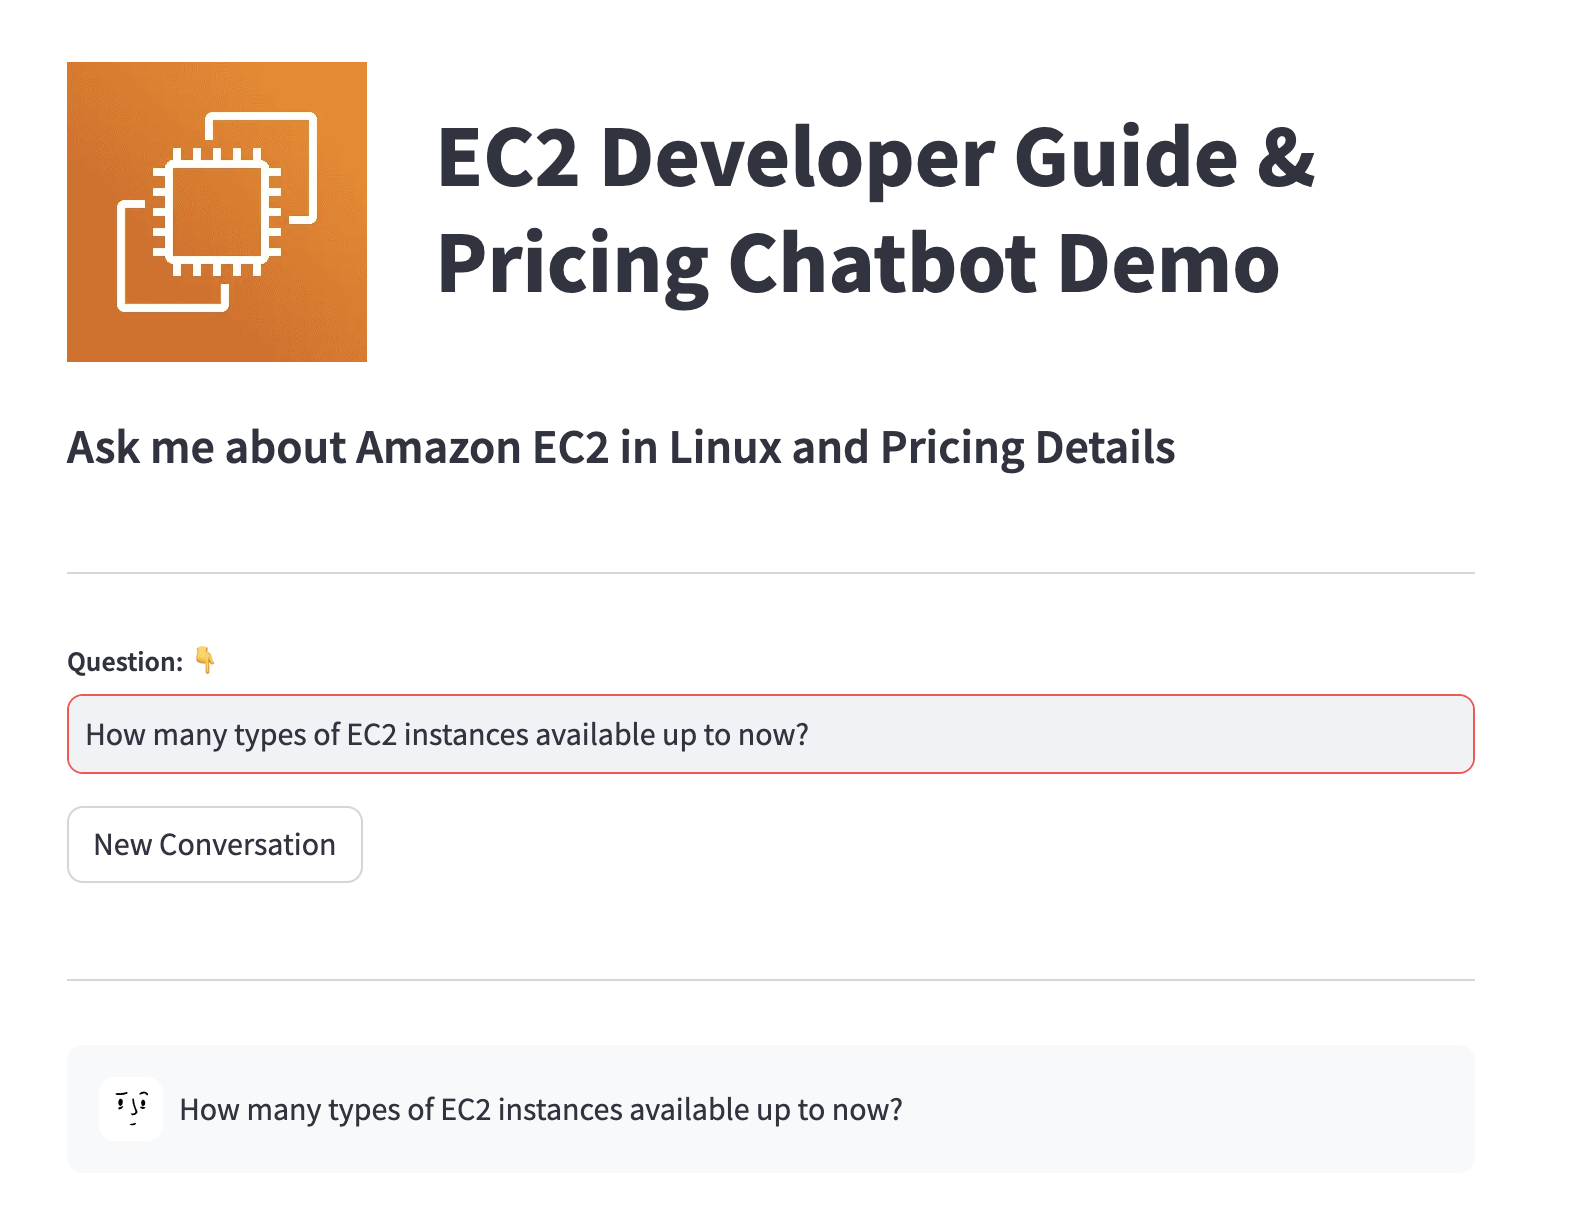 EC2 Developer Guide &
Pricing Chatbot Demo
Ask me about Amazon EC2 in Linux and Pricing Details
Question: 👇
How many types of EC2 instances available up to now?
New Conversation
How many types of EC2 instances available up to now?